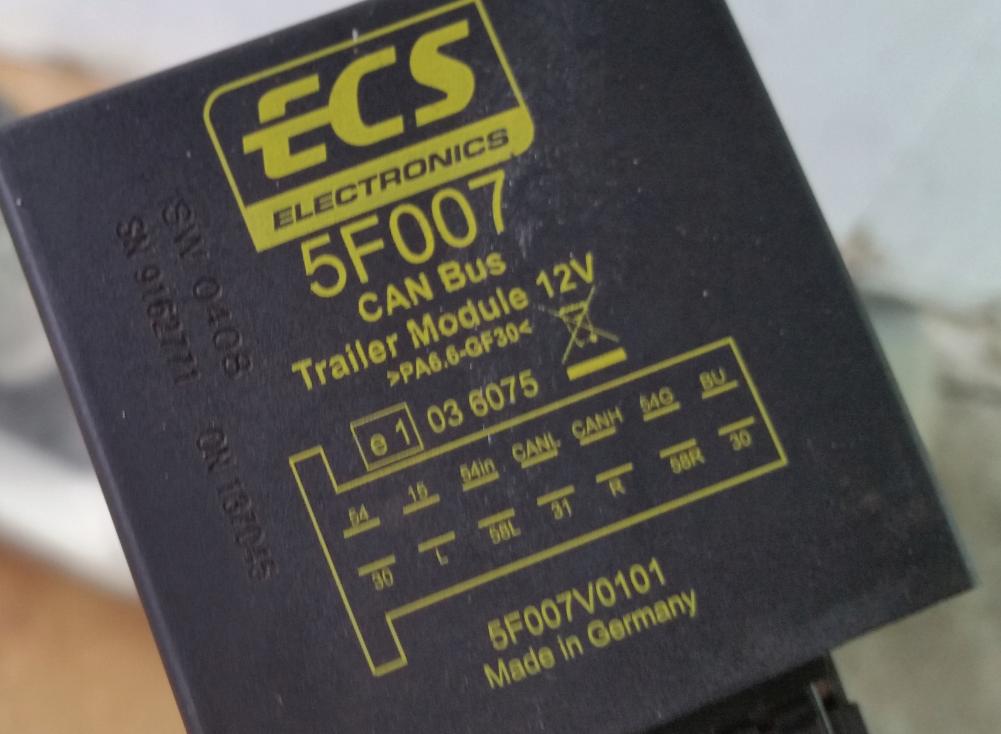 ECS
ELECTRONICS
5F007
CAN Bus
Trailer Module 12V
>PA6.6-GF30<
e 1 03 6075
54 15 54in CANL CANH 54G BU
30 L 58L 31 R 58R 30
5F007V0101
Made in Germany
SW 0408 ON 137045
SN 9162771